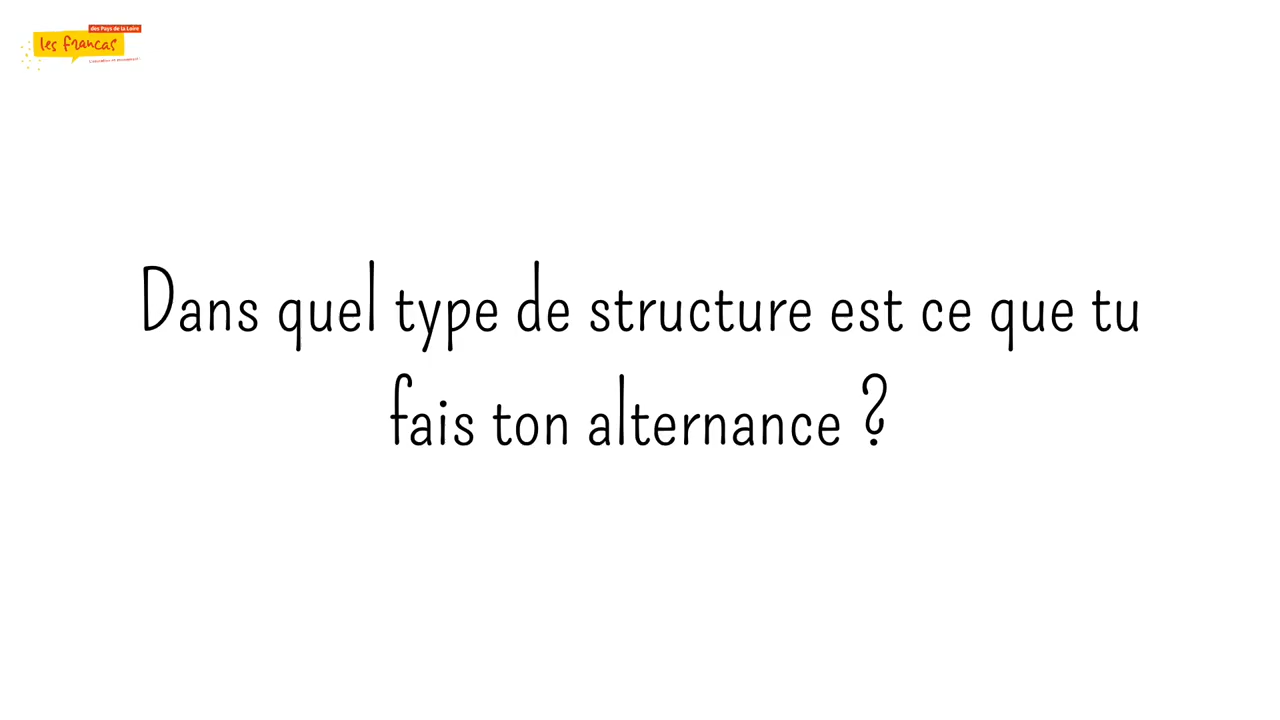 des Pays de la Loire
les francas
Dans quel type de structure est ce que tu
fais ton alternance ?